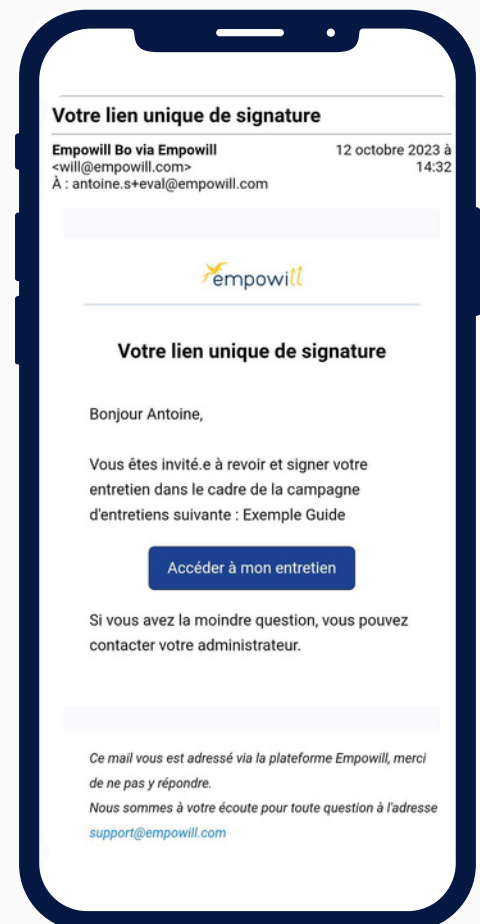 Votre lien unique de signature
Empowill Bo via Empowill
12 octobre 2023 à
<will@empowill.com>
14:32
À : antoine.s+eval@empowill.com
empowill
Votre lien unique de signature
Bonjour Antoine,
Vous êtes invité.e à revoir et signer votre
entretien dans le cadre de la campagne
d'entretiens suivante : Exemple Guide
Accéder à mon entretien
Si vous avez la moindre question, vous pouvez
contacter votre administrateur.
Ce mail vous est adressé via la plateforme Empowill, merci
de ne pas y répondre.
Nous sommes à votre écoute pour toute question à l'adresse
support@empowill.com